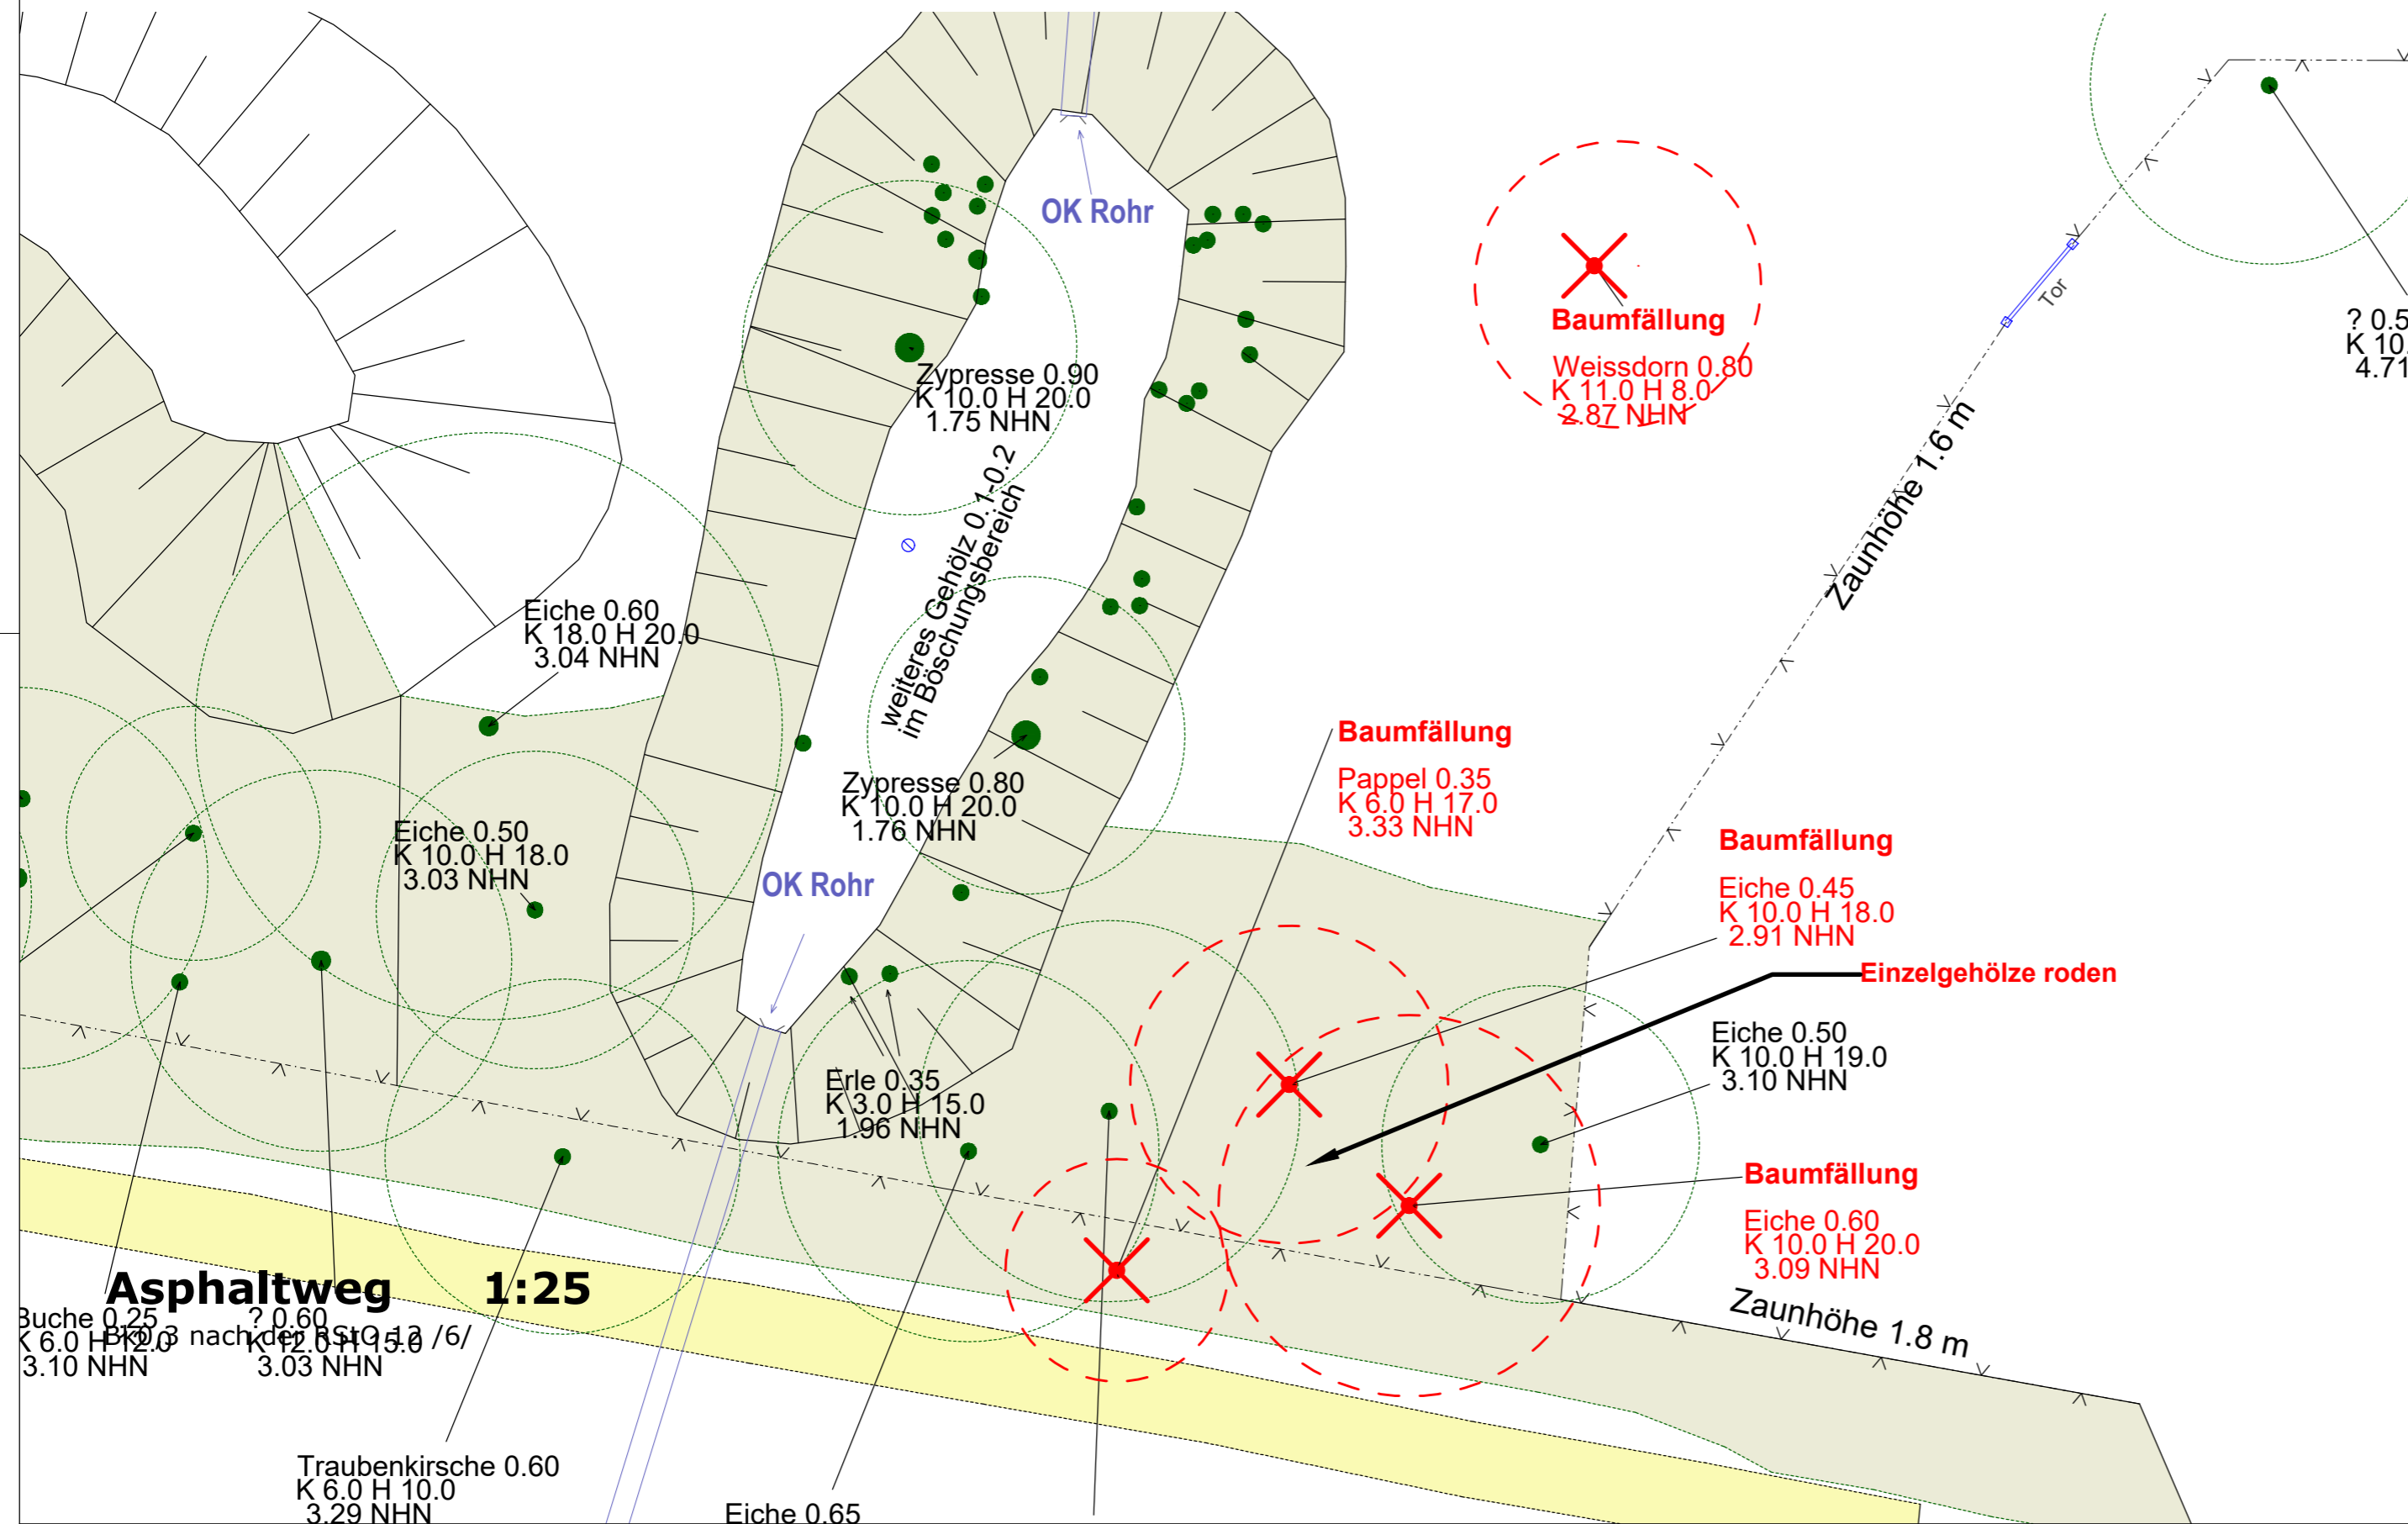 OK Rohr
Tor
Baumfällung
Weissdorn 0.80
K 11.0 H 8.0
2.87 NHN
? 0.5
K 10.
4.71
Zypresse 0.90
K 10.0 H 20.0
1.75 NHN
Zaunhöhe 1.6 m
weiteres Gehölz 0.1-0.2
im Böschungsbereich
Eiche 0.60
K 18.0 H 20.0
3.04 NHN
Baumfällung
Pappel 0.35
K 6.0 H 17.0
3.33 NHN
Zypresse 0.80
K 10.0 H 20.0
1.76 NHN
Eiche 0.50
K 10.0 H 18.0
3.03 NHN
Baumfällung
Eiche 0.45
K 10.0 H 18.0
2.91 NHN
OK Rohr
Einzelgehölze roden
Eiche 0.50
K 10.0 H 19.0
3.10 NHN
Erle 0.35
K 3.0 H 15.0
1.96 NHN
Baumfällung
Eiche 0.60
K 10.0 H 20.0
3.09 NHN
Asphaltweg 1:25
Bk0,3 nach der RStO 12 /6/
Buche 0.25
K 6.0 H 12.0
3.10 NHN
? 0.60
K 12.0 H 15.0
3.03 NHN
Zaunhöhe 1.8 m
Traubenkirsche 0.60
K 6.0 H 10.0
3.29 NHN
Eiche 0.65